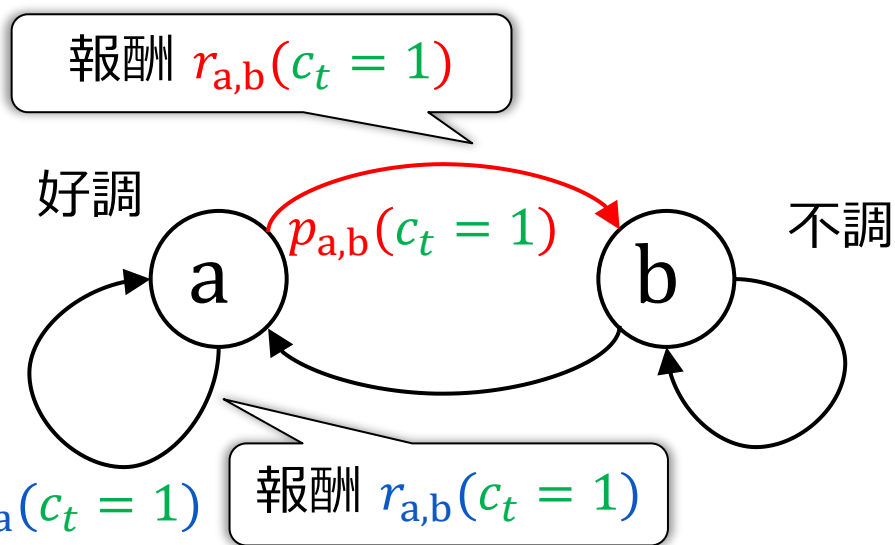 報酬 r_{a,b}(c_t = 1)
好調
p_{a,b}(c_t = 1)
不調
a
b
報酬 r_{a,b}(c_t = 1)
a(c_t = 1)